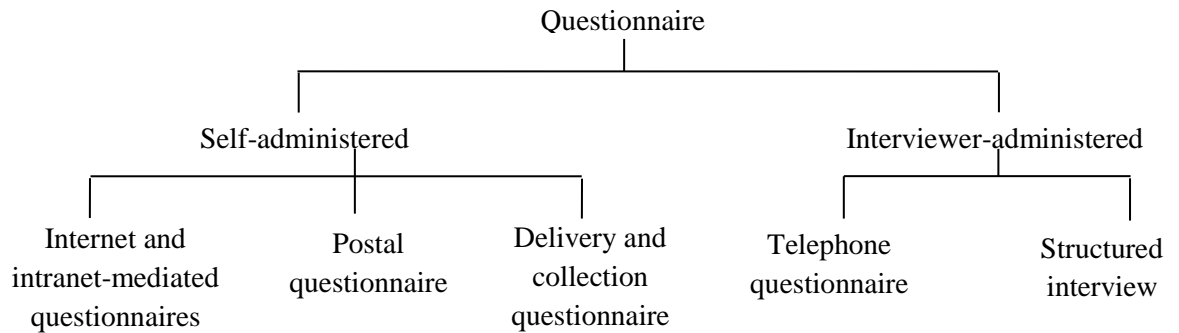 Questionnaire
Self-administered
Interviewer-administered
Internet and
intranet-mediated
questionnaires
Postal
questionnaire
Delivery and
collection
questionnaire
Telephone
questionnaire
Structured
interview